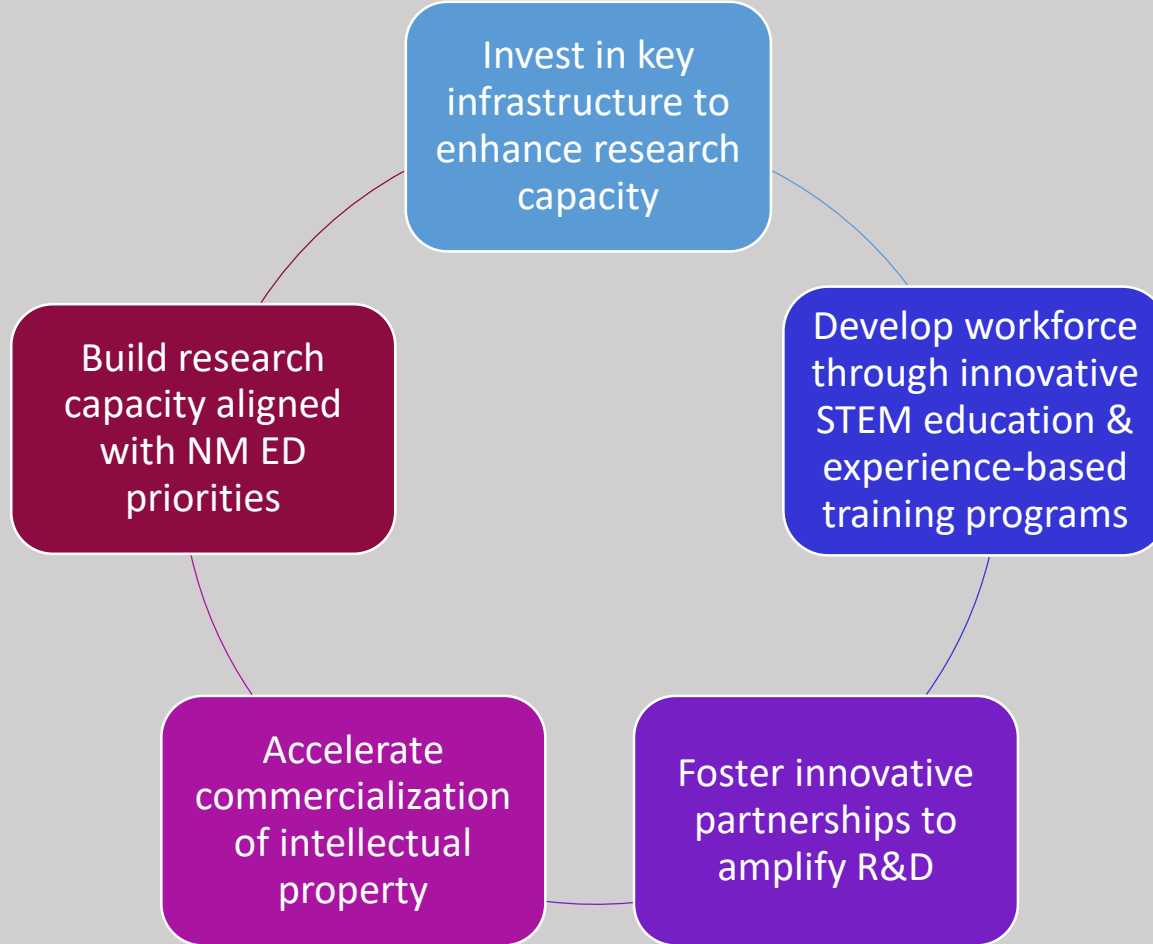 Invest in key
infrastructure to
enhance research
capacity
Develop workforce
through innovative
STEM education &
experience-based
training programs
Foster innovative
partnerships to
amplify R&D
Accelerate
commercialization
of intellectual
property
Build research
capacity aligned
with NM ED
priorities